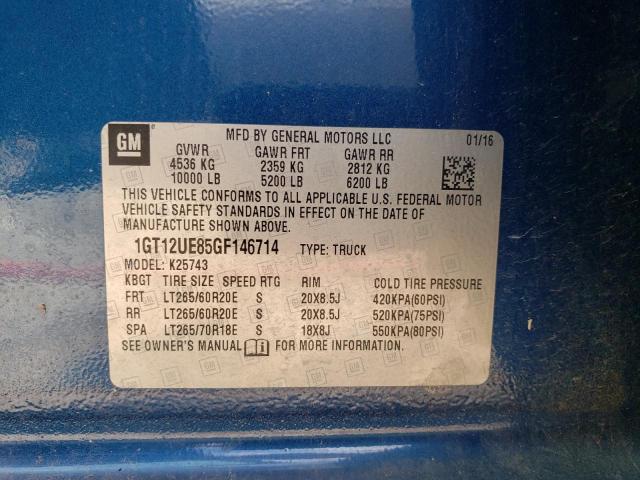 GM
MFD BY GENERAL MOTORS LLC 01/16
GVWR GAWR FRT GAWR RR
4536 KG 2359 KG 2812 KG
10000 LB 5200 LB 6200 LB
THIS VEHICLE CONFORMS TO ALL APPLICABLE U.S. FEDERAL MOTOR
VEHICLE SAFETY STANDARDS IN EFFECT ON THE DATE OF
MANUFACTURE SHOWN ABOVE.
1GT12UE85GF146714 TYPE: TRUCK
MODEL: K25743
KBGT TIRE SIZE SPEED RTG RIM COLD TIRE PRESSURE
FRT LT265/60R20E S 20X8.5J 420KPA(60PSI)
RR LT265/60R20E S 20X8.5J 520KPA(75PSI)
SPA LT265/70R18E S 18X8J 550KPA(80PSI)
SEE OWNER'S MANUAL FOR MORE INFORMATION.